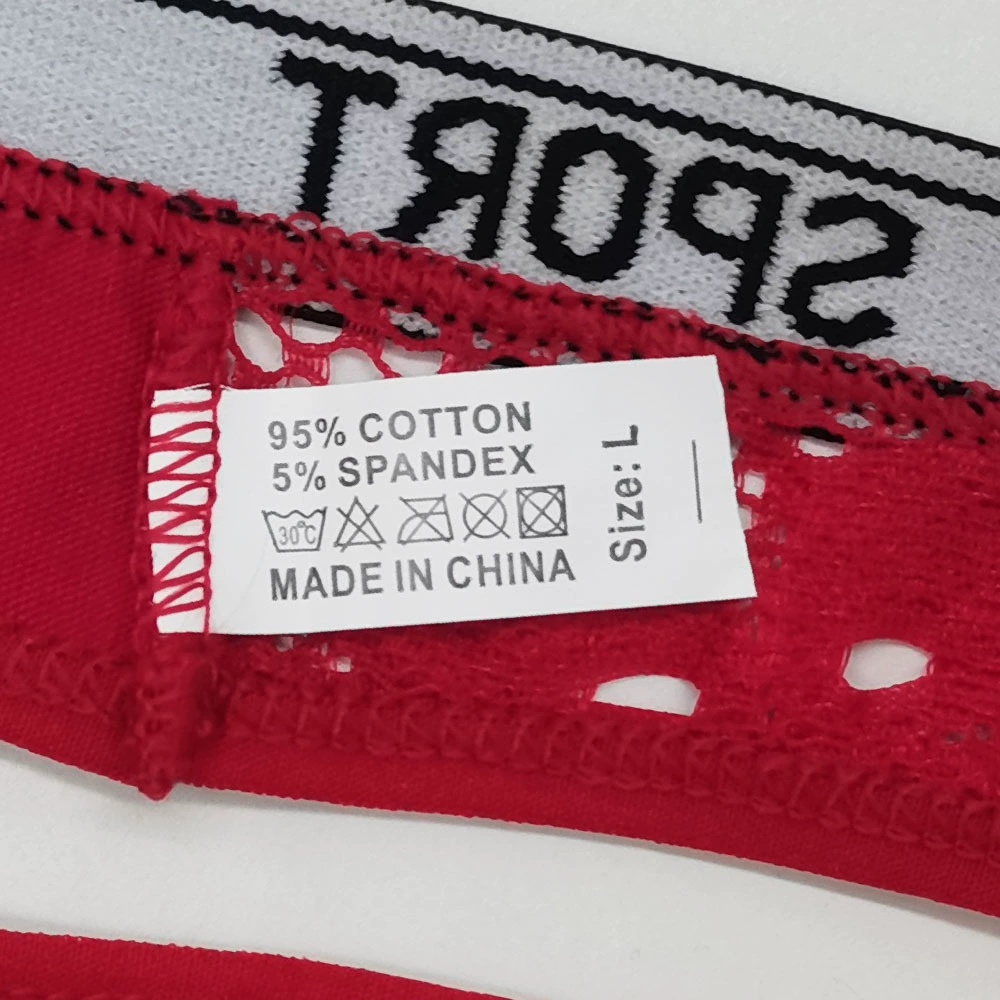 SPORT
95% COTTON
5% SPANDEX
30°C
MADE IN CHINA
Size: L